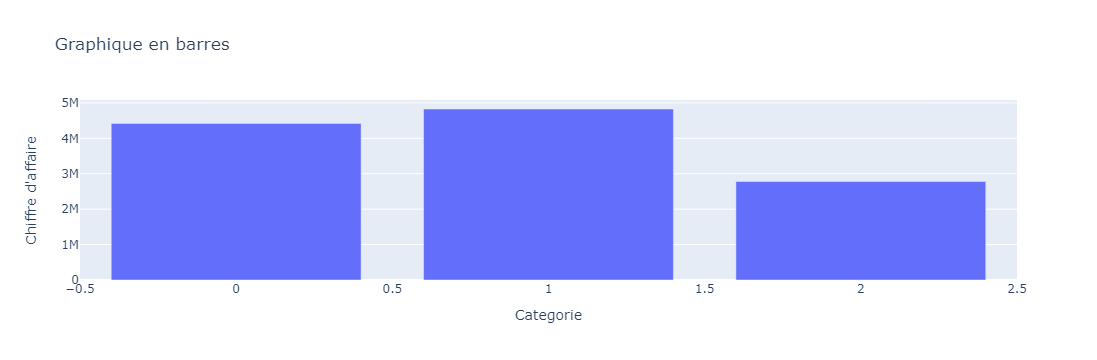 Graphique en barres
5M
4M
3M
2M
1M
0
Chiffre d'affaire
−0.5 0 0.5 1 1.5 2 2.5
Categorie